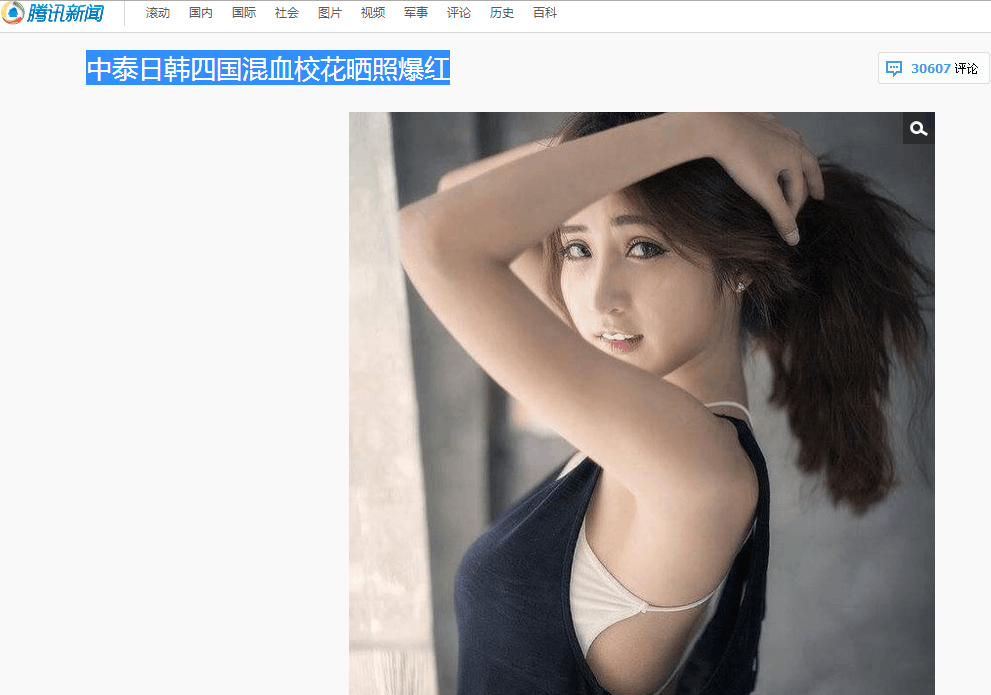 腾讯新闻 滚动 国内 国际 社会 图片 视频 军事 评论 历史 百科
中泰日韩四国混血校花晒照爆红
30607 评论